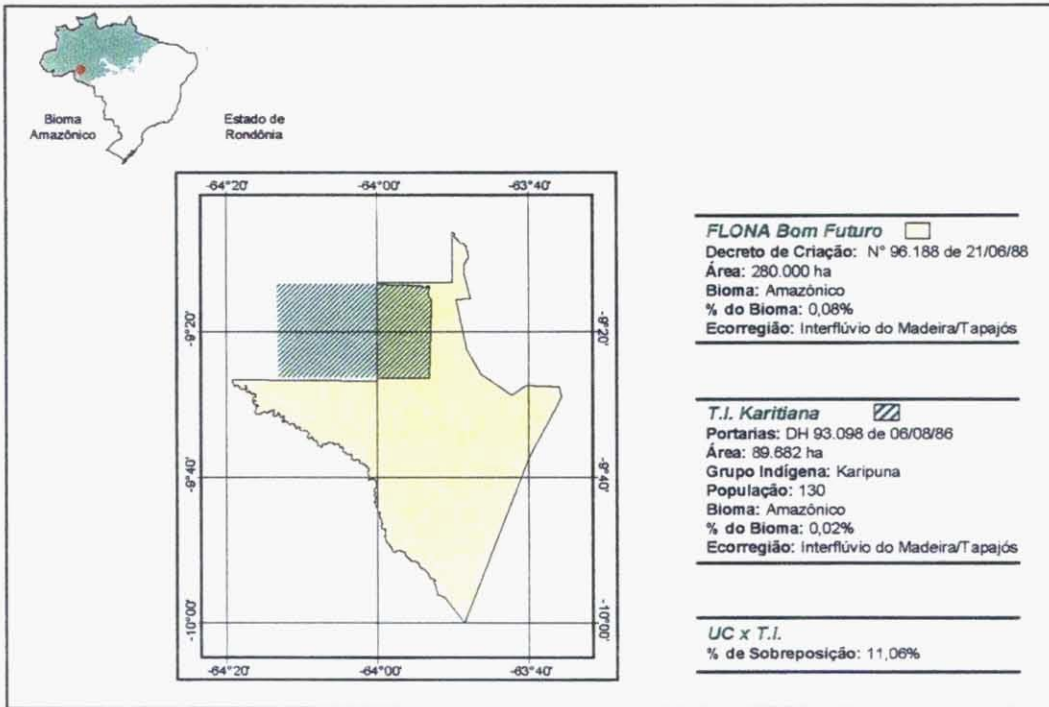 Bioma
Amazônico
Estado de
Rondônia
-64°20' -64°00' -63°40'
-9°20' -9°20'
-9°40' -9°40'
-10°00' -10°00'
-64°20' -64°00' -63°40'
FLONA Bom Futuro
Decreto de Criação: N° 96.188 de 21/06/88
Área: 280.000 ha
Bioma: Amazônico
% do Bioma: 0,08%
Ecorregião: Interflúvio do Madeira/Tapajós
T.I. Karitiana
Portarias: DH 93.098 de 06/08/86
Área: 89.682 ha
Grupo Indígena: Karipuna
População: 130
Bioma: Amazônico
% do Bioma: 0,02%
Ecorregião: Interflúvio do Madeira/Tapajós
UC x T.I.
% de Sobreposição: 11,06%